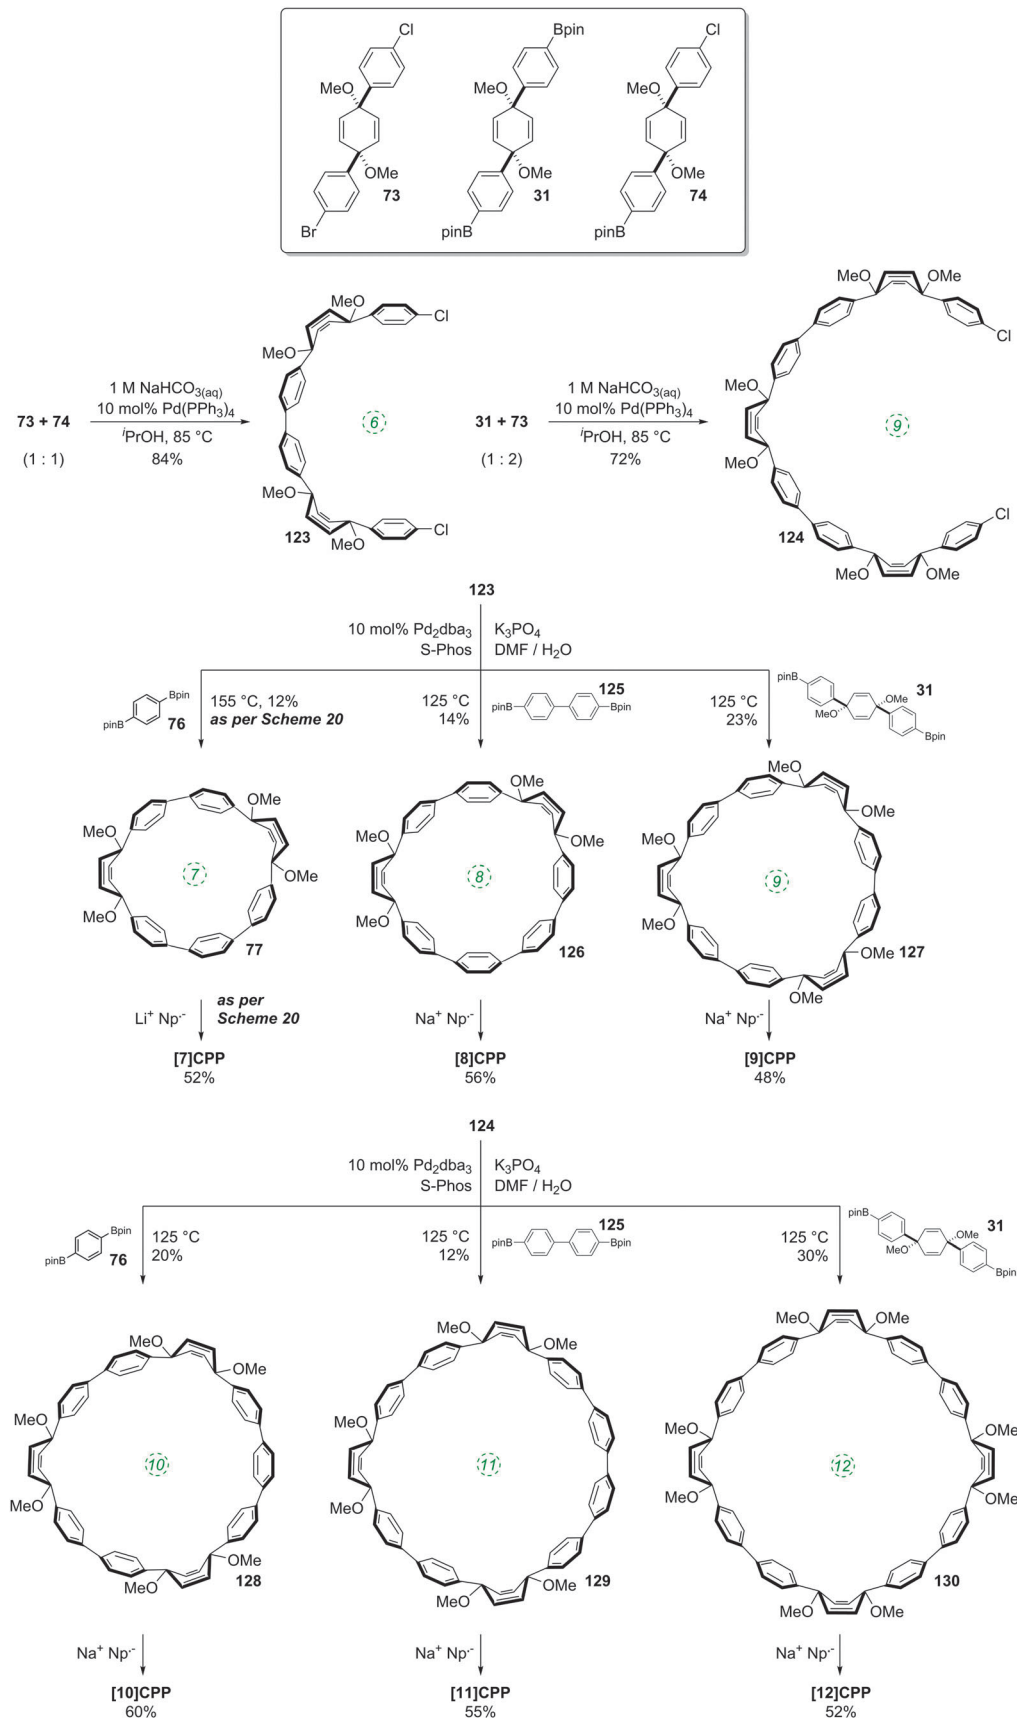 Cl
MeO
OMe
73
Br
Bpin
MeO
OMe
31
pinB
Cl
MeO
OMe
74
pinB
73 + 74
(1 : 1)
1 M NaHCO3(aq)
10 mol% Pd(PPh3)4
iPrOH, 85 °C
84%
MeO
Cl
MeO
6
MeO
Cl
MeO
123
31 + 73
(1 : 2)
1 M NaHCO3(aq)
10 mol% Pd(PPh3)4
iPrOH, 85 °C
72%
MeO
OMe
Cl
MeO
9
MeO
Cl
124
MeO
OMe
123
10 mol% Pd2dba3
K3PO4
S-Phos
DMF / H2O
Bpin
pinB
76
155 °C, 12%
as per Scheme 20
125 °C
14%
125
pinB
Bpin
125 °C
23%
pinB
31
OMe
MeO
Bpin
OMe
MeO
7
OMe
MeO
77
OMe
MeO
OMe
8
MeO
126
MeO
OMe
MeO
9
MeO
OMe
127
OMe
Li+ Np·-
as per
Scheme 20
Na+ Np·-
Na+ Np·-
[7]CPP
52%
[8]CPP
56%
[9]CPP
48%
124
10 mol% Pd2dba3
K3PO4
S-Phos
DMF / H2O
Bpin
pinB
76
125 °C
20%
125 °C
12%
125
pinB
Bpin
125 °C
30%
pinB
31
OMe
MeO
Bpin
MeO
OMe
MeO
10
MeO
OMe
MeO
128
MeO
OMe
MeO
11
MeO
OMe
MeO
129
MeO
OMe
MeO
OMe
12
MeO
OMe
MeO
OMe
130
Na+ Np·-
Na+ Np·-
Na+ Np·-
[10]CPP
60%
[11]CPP
55%
[12]CPP
52%